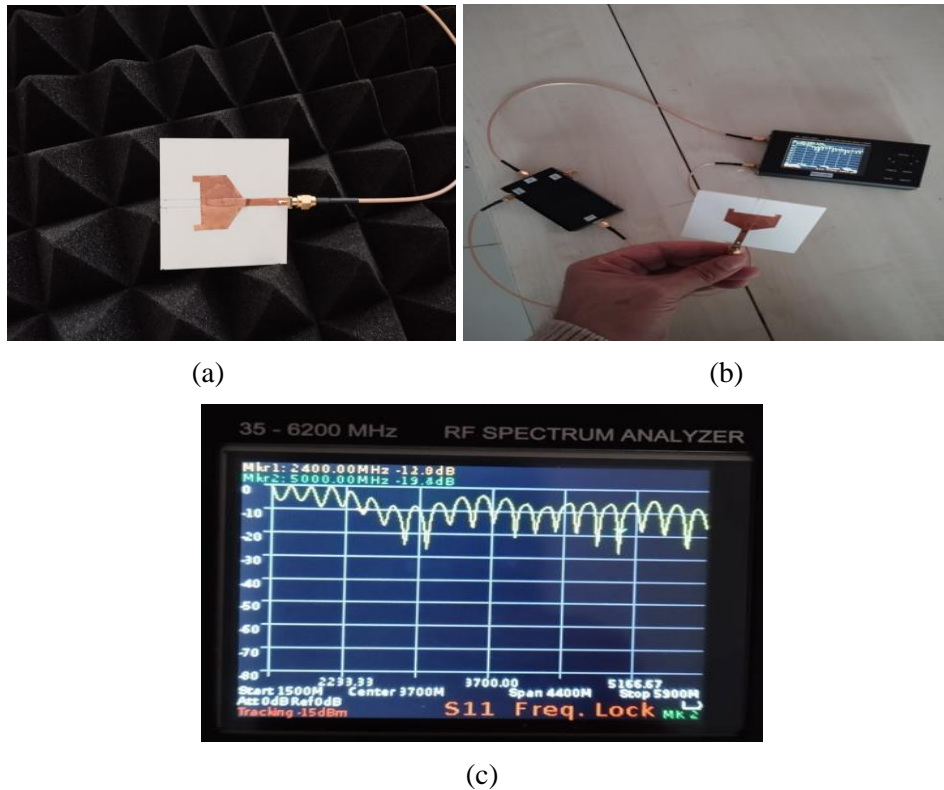 (a)
(b)
35 - 6200 MHz RF SPECTRUM ANALYZER
Mkr1: 2400.00MHz -12.8dB
Mkr2: 5000.00MHz -19.8dB
0
-10
-20
-30
-40
-50
-60
-70
-80
2233.33 3700.00 5166.67
Start 1500M Center 3700M Span 4400M Stop 5900M
Att 0dB Ref 0dB
Tracking -15dBm S11 Freq. Lock MK 2
(c)